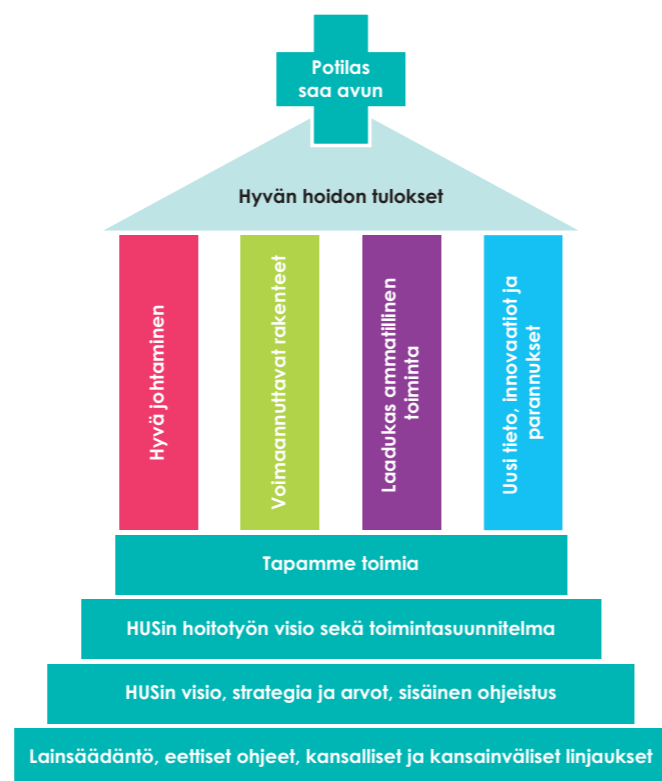 Potilas
saa avun
Hyvän hoidon tulokset
Hyvä johtaminen
Voimaannuttavat rakenteet
Laadukas ammatillinen
toiminta
Uusi tieto, innovaatiot ja
parannukset
Tapamme toimia
HUSin hoitotyön visio sekä toimintasuunnitelma
HUSin visio, strategia ja arvot, sisäinen ohjeistus
Lainsäädäntö, eettiset ohjeet, kansalliset ja kansainväliset linjaukset